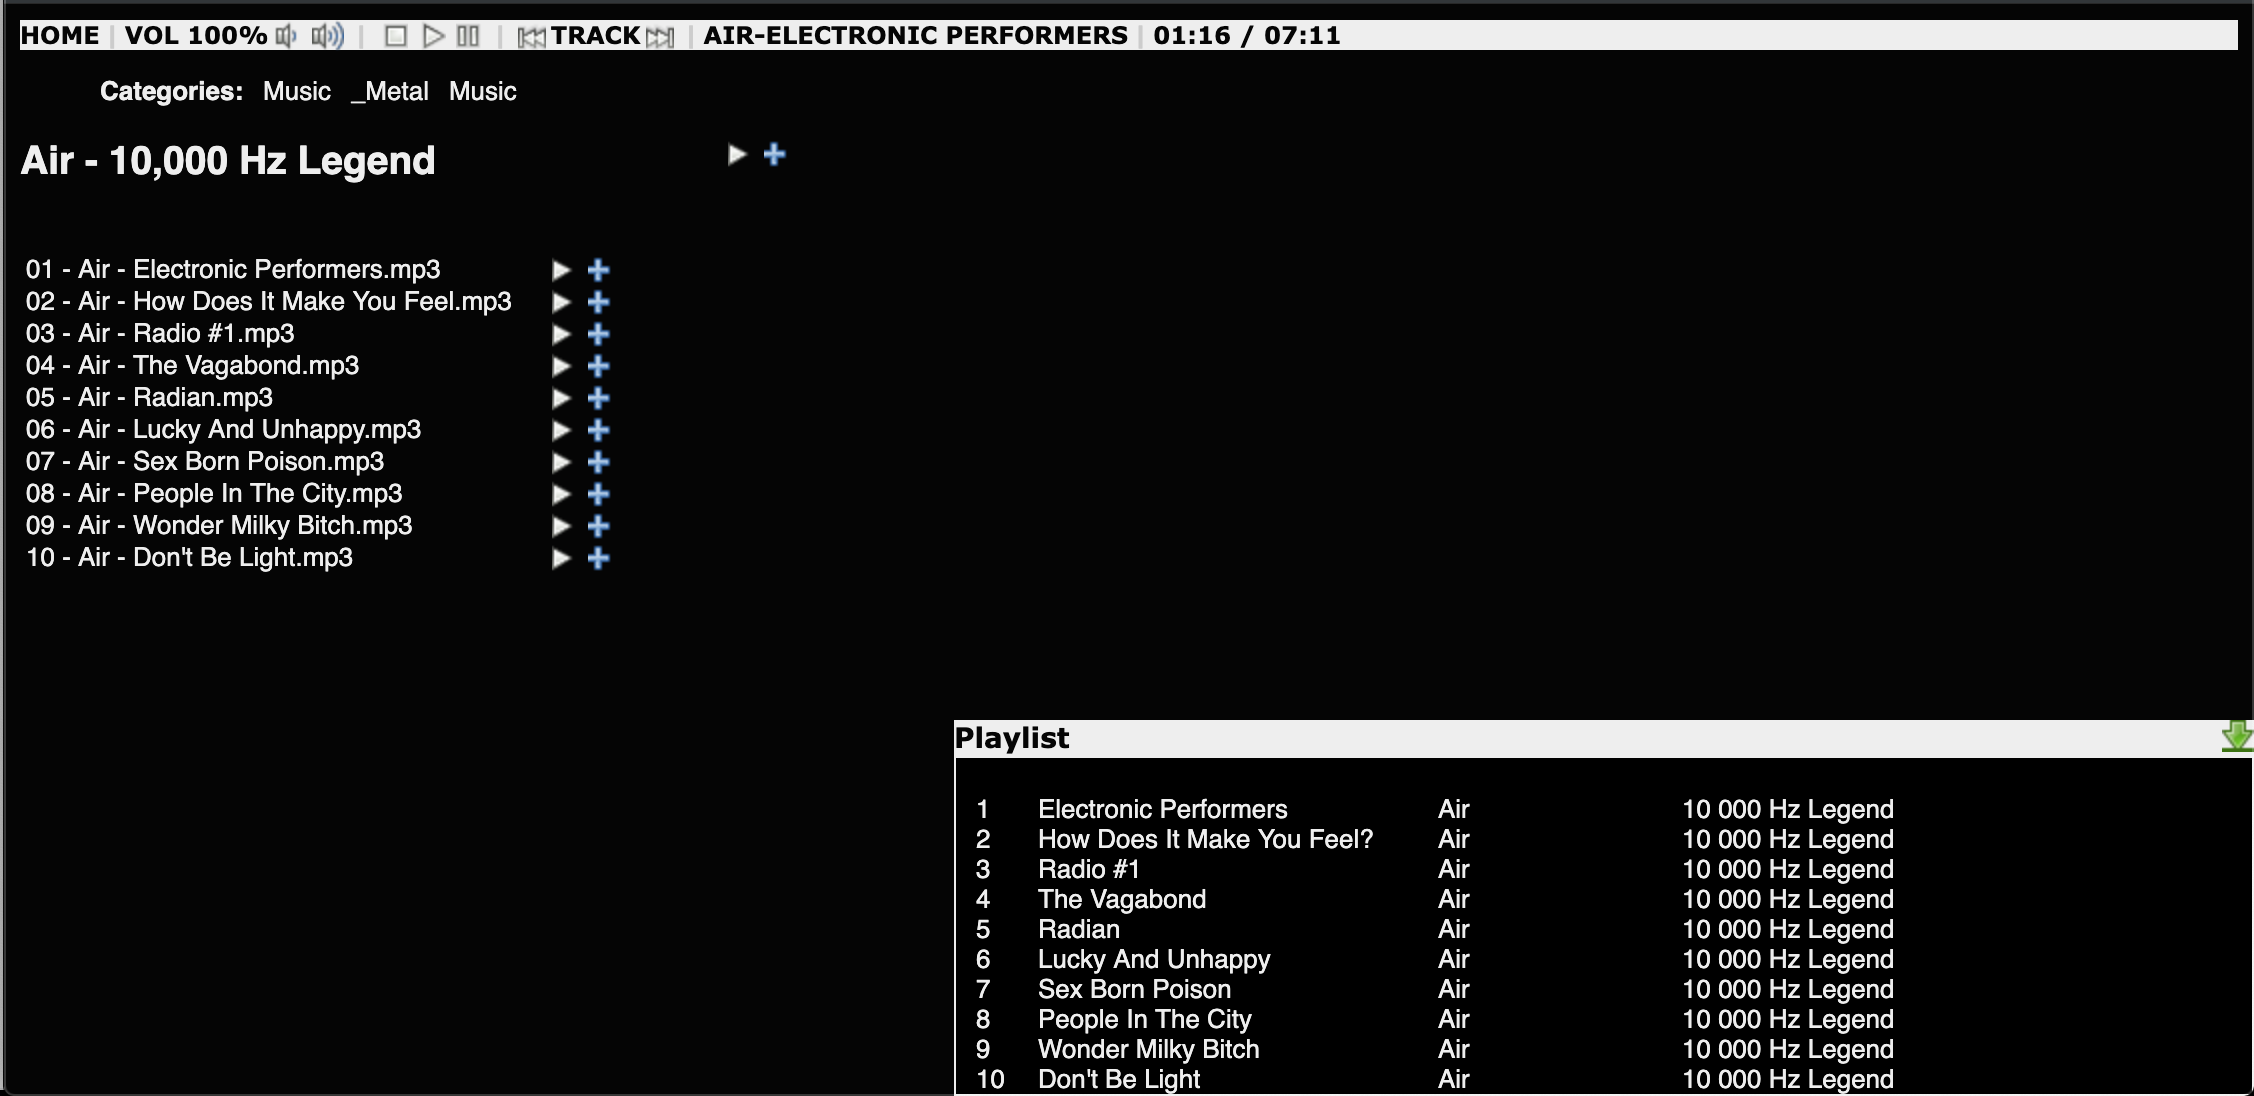 HOME | VOL 100% | | TRACK | AIR-ELECTRONIC PERFORMERS | 01:16 / 07:11
Categories: Music _Metal Music
Air - 10,000 Hz Legend
01 - Air - Electronic Performers.mp3
02 - Air - How Does It Make You Feel.mp3
03 - Air - Radio #1.mp3
04 - Air - The Vagabond.mp3
05 - Air - Radian.mp3
06 - Air - Lucky And Unhappy.mp3
07 - Air - Sex Born Poison.mp3
08 - Air - People In The City.mp3
09 - Air - Wonder Milky Bitch.mp3
10 - Air - Don't Be Light.mp3
Playlist
1 Electronic Performers Air 10 000 Hz Legend
2 How Does It Make You Feel? Air 10 000 Hz Legend
3 Radio #1 Air 10 000 Hz Legend
4 The Vagabond Air 10 000 Hz Legend
5 Radian Air 10 000 Hz Legend
6 Lucky And Unhappy Air 10 000 Hz Legend
7 Sex Born Poison Air 10 000 Hz Legend
8 People In The City Air 10 000 Hz Legend
9 Wonder Milky Bitch Air 10 000 Hz Legend
10 Don't Be Light Air 10 000 Hz Legend